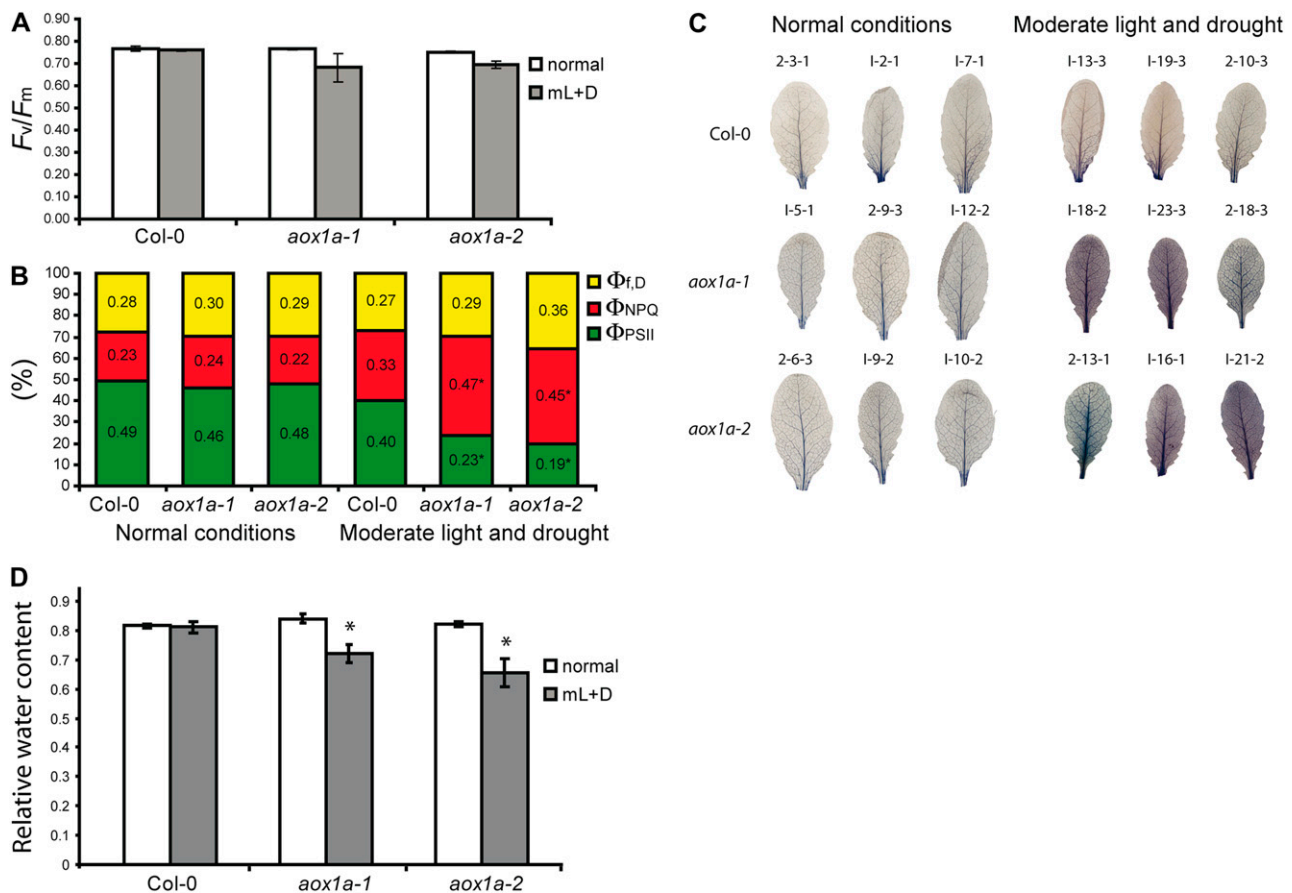 A
0.90
0.80
0.70
0.60
0.50
0.40
0.30
0.20
0.10
0.00
Fv/Fm
normal
mL+D
Col-0 aox1a-1 aox1a-2
B
100
90
80
70
60
50
40
30
20
10
0
(%)
0.28 0.30 0.29 0.27 0.29 0.36
0.23 0.24 0.22 0.33 0.47* 0.45*
0.49 0.46 0.48 0.40 0.23* 0.19*
Φf,D
ΦNPQ
ΦPSII
Col-0 aox1a-1 aox1a-2 Col-0 aox1a-1 aox1a-2
Normal conditions Moderate light and drought
C
Normal conditions Moderate light and drought
2-3-1 I-2-1 I-7-1 I-13-3 I-19-3 2-10-3
Col-0
I-5-1 2-9-3 I-12-2 I-18-2 I-23-3 2-18-3
aox1a-1
2-6-3 I-9-2 I-10-2 2-13-1 I-16-1 I-21-2
aox1a-2
D
0.9
0.8
0.7
0.6
0.5
0.4
0.3
0.2
0.1
0
Relative water content
* *
normal
mL+D
Col-0 aox1a-1 aox1a-2